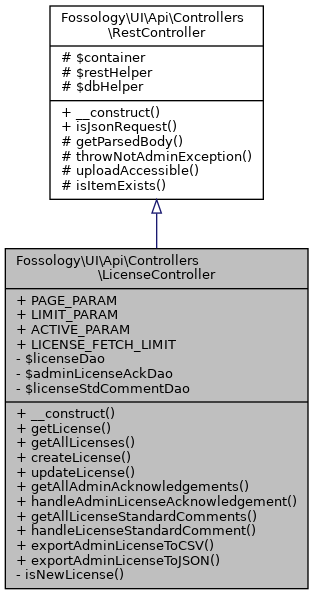 Fossology\UI\Api\Controllers
\RestController
# $container
# $restHelper
# $dbHelper
+ __construct()
+ isJsonRequest()
# getParsedBody()
# throwNotAdminException()
# uploadAccessible()
# isItemExists()
Fossology\UI\Api\Controllers
\LicenseController
+ PAGE_PARAM
+ LIMIT_PARAM
+ ACTIVE_PARAM
+ LICENSE_FETCH_LIMIT
- $licenseDao
- $adminLicenseAckDao
- $licenseStdCommentDao
+ __construct()
+ getLicense()
+ getAllLicenses()
+ createLicense()
+ updateLicense()
+ getAllAdminAcknowledgements()
+ handleAdminLicenseAcknowledgement()
+ getAllLicenseStandardComments()
+ handleLicenseStandardComment()
+ exportAdminLicenseToCSV()
+ exportAdminLicenseToJSON()
- isNewLicense()